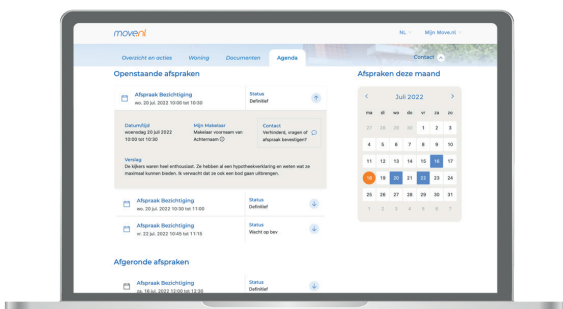 move.nl
NL
Mijn Move.nl
Overzicht en acties
Woning
Documenten
Agenda
Contact
Openstaande afspraken
Afspraak Bezichtiging
wo. 20 jul. 2022 10:00 tot 10:30
Status
Definitief
Datum/tijd
woensdag 20 juli 2022
10:00 tot 10:30
Mijn Makelaar
Makelaar voornaam van
Achternaam
Contact
Verhinderd, vragen of
afspraak bevestigen?
Verslag
De kijkers waren heel enthousiast. Ze hebben al een hypotheekverklaring en weten wat ze
maximaal kunnen bieden. Ik verwacht dat ze ook een bod gaan uitbrengen.
Afspraak Bezichtiging
wo. 20 jul. 2022 10:30 tot 11:00
Status
Definitief
Afspraak Bezichtiging
vr. 22 jul. 2022 10:45 tot 11:15
Status
Wacht op bev
Afgeronde afspraken
Afspraak Bezichtiging
za. 16 jul. 2022 12:00 tot 12:30
Status
Definitief
Afspraken deze maand
Juli 2022
ma di wo do vr za zo
27 28 29 30 1 2 3
4 5 6 7 8 9 10
11 12 13 14 15 16 17
18 19 20 21 22 23 24
25 26 27 28 29 30 31
1 2 3 4 5 6 7